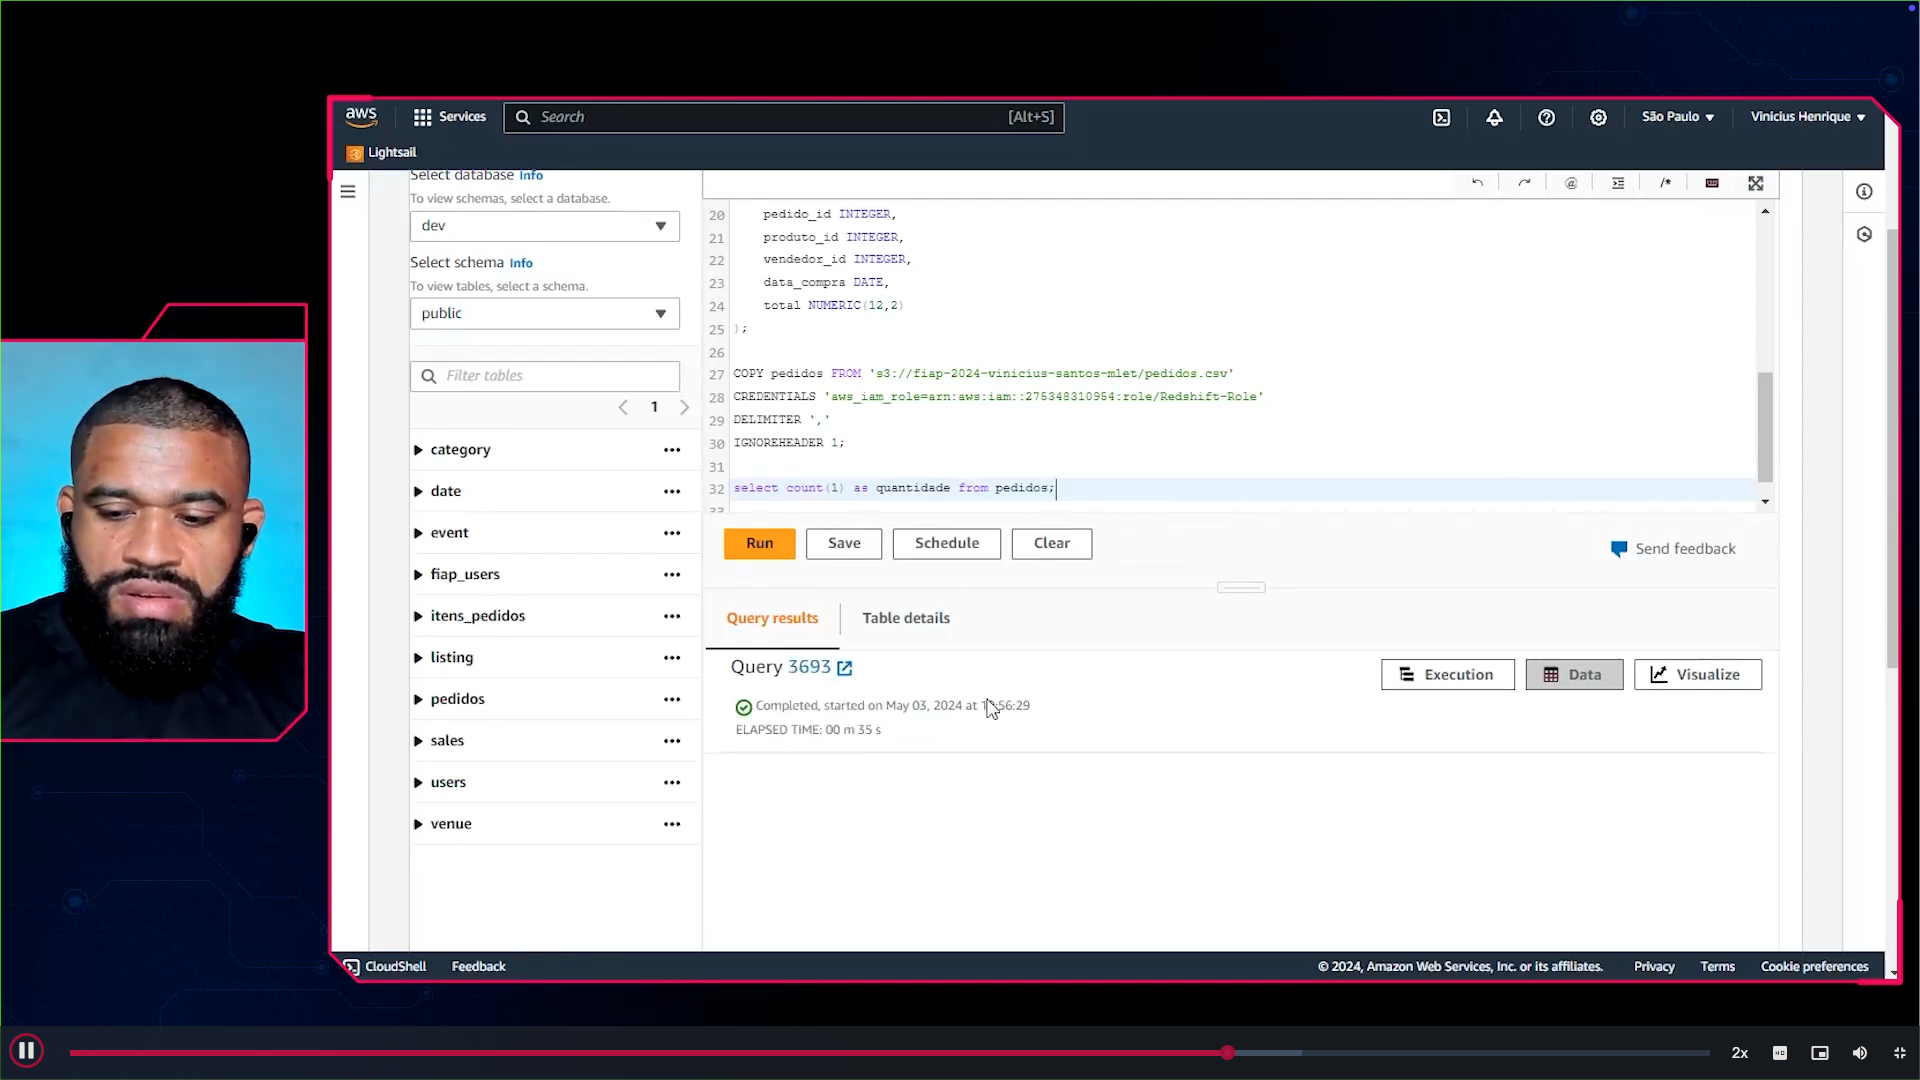 aws
Services
Search
[Alt+S]
São Paulo
Vinicius Henrique
Lightsail
Select database Info
To view schemas, select a database.
dev
Select schema Info
To view tables, select a schema.
public
Filter tables
1
category
date
event
fiap_users
itens_pedidos
listing
pedidos
sales
users
venue
20 pedido_id INTEGER,
21 produto_id INTEGER,
22 vendedor_id INTEGER,
23 data_compra DATE,
24 total NUMERIC(12,2)
25 );
26
27 COPY pedidos FROM 's3://fiap-2024-vinicius-santos-mlet/pedidos.csv'
28 CREDENTIALS 'aws_iam_role=arn:aws:iam::275348310954:role/Redshift-Role'
29 DELIMITER ','
30 IGNOREHEADER 1;
31
32 select count(1) as quantidade from pedidos;
33
Run
Save
Schedule
Clear
Send feedback
Query results
Table details
Query 3693
Execution
Data
Visualize
Completed, started on May 03, 2024 at
ELAPSED TIME: 00 m 35 s
CloudShell
Feedback
© 2024, Amazon Web Services, Inc. or its affiliates.
Privacy
Terms
Cookie preferences
2x